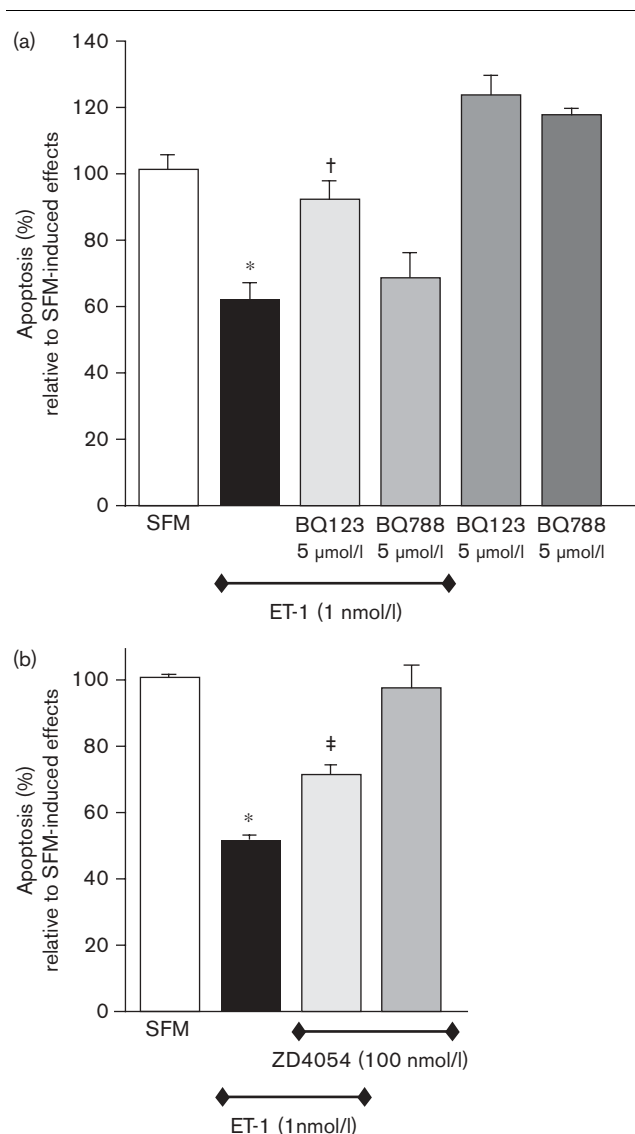 (a)
140
120
100
80
60
40
20
0
Apoptosis (%)
relative to SFM-induced effects
*
†
SFM
BQ123 BQ788 BQ123 BQ788
5 μmol/l 5 μmol/l 5 μmol/l 5 μmol/l
ET-1 (1 nmol/l)
(b)
100
80
60
40
20
0
Apoptosis (%)
relative to SFM-induced effects
*
‡
SFM
ZD4054 (100 nmol/l)
ET-1 (1nmol/l)